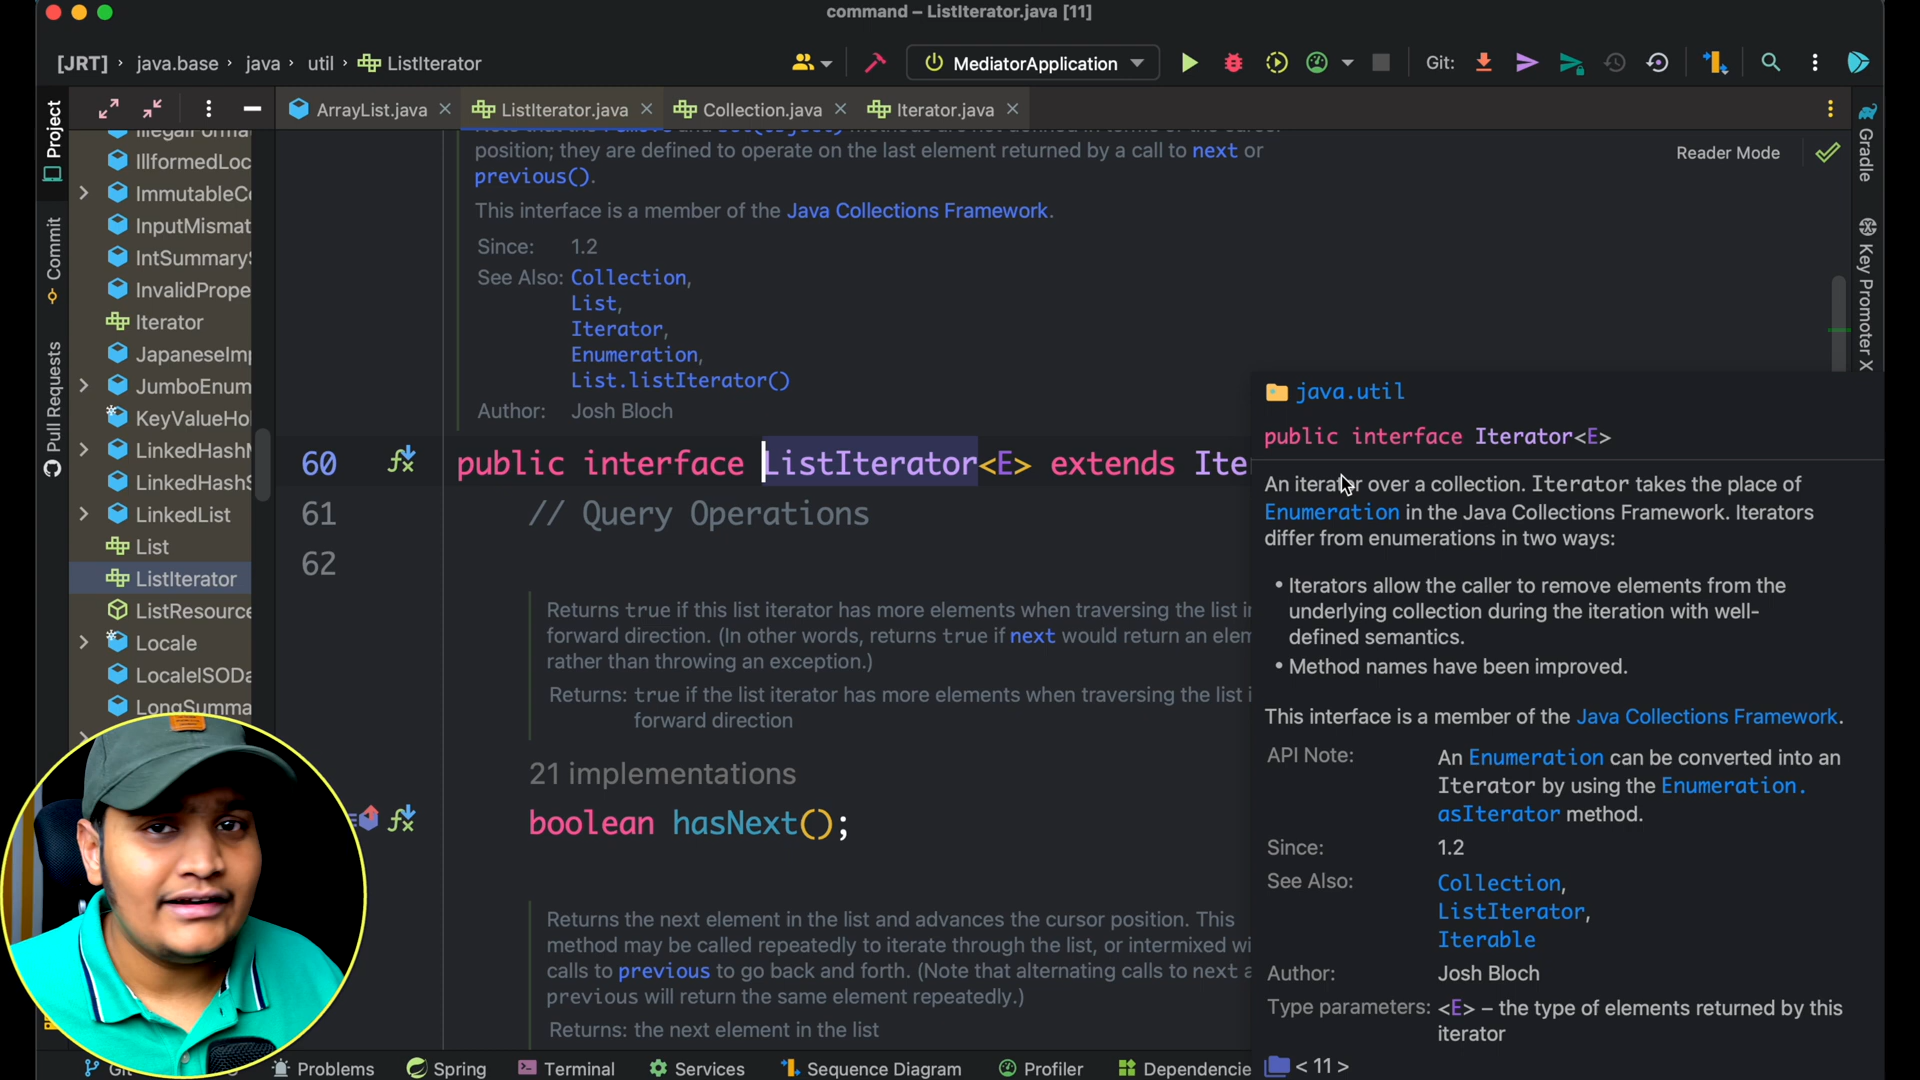 command – ListIterator.java [11]
[JRT] › java.base › java › util › ListIterator
MediatorApplication
Git:
ArrayList.java
ListIterator.java
Collection.java
Iterator.java
Project
Commit
Pull Requests
Gradle
Key Promoter X
Reader Mode
IllformedLoc
ImmutableCo
InputMismat
IntSummaryS
InvalidPrope
Iterator
JapaneseImp
JumboEnum
KeyValueHo
LinkedHashM
LinkedHashS
LinkedList
List
ListIterator
ListResource
Locale
LocaleISODa
LongSumma
position; they are defined to operate on the last element returned by a call to next or
previous().
This interface is a member of the Java Collections Framework.
Since: 1.2
See Also: Collection,
List,
Iterator,
Enumeration,
List.listIterator()
Author: Josh Bloch
60 public interface ListIterator<E> extends Ite
61 // Query Operations
62
Returns true if this list iterator has more elements when traversing the list i
forward direction. (In other words, returns true if next would return an elem
rather than throwing an exception.)
Returns: true if the list iterator has more elements when traversing the list i
forward direction
21 implementations
boolean hasNext();
Returns the next element in the list and advances the cursor position. This
method may be called repeatedly to iterate through the list, or intermixed wi
calls to previous to go back and forth. (Note that alternating calls to next a
previous will return the same element repeatedly.)
Returns: the next element in the list
java.util
public interface Iterator<E>
An iterator over a collection. Iterator takes the place of
Enumeration in the Java Collections Framework. Iterators
differ from enumerations in two ways:
• Iterators allow the caller to remove elements from the
underlying collection during the iteration with well-
defined semantics.
• Method names have been improved.
This interface is a member of the Java Collections Framework.
API Note: An Enumeration can be converted into an
Iterator by using the Enumeration.
asIterator method.
Since: 1.2
See Also: Collection,
ListIterator,
Iterable
Author: Josh Bloch
Type parameters: <E> – the type of elements returned by this
iterator
< 11 >
Problems
Spring
Terminal
Services
Sequence Diagram
Profiler
Dependencie